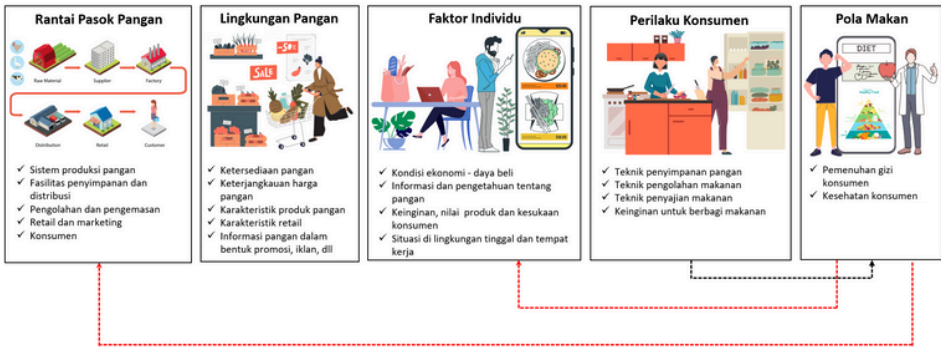 Rantai Pasok Pangan
Raw Material
Supplier
Factory
Distribution
Retail
Customer
✓ Sistem produksi pangan
✓ Fasilitas penyimpanan dan
distribusi
✓ Pengolahan dan pengemasan
✓ Retail dan marketing
✓ Konsumen
Lingkungan Pangan
SALE
✓ Ketersediaan pangan
✓ Keterjangkauan harga
pangan
✓ Karakteristik produk pangan
✓ Karakteristik retail
✓ Informasi pangan dalam
bentuk promosi, iklan, dll
Faktor Individu
✓ Kondisi ekonomi - daya beli
✓ Informasi dan pengetahuan tentang
pangan
✓ Keinginan, nilai produk dan kesukaan
konsumen
✓ Situasi di lingkungan tinggal dan tempat
kerja
Perilaku Konsumen
✓ Teknik penyimpanan pangan
✓ Teknik pengolahan makanan
✓ Teknik penyajian makanan
✓ Keinginan untuk berbagi makanan
Pola Makan
DIET
✓ Pemenuhan gizi
konsumen
✓ Kesehatan konsumen